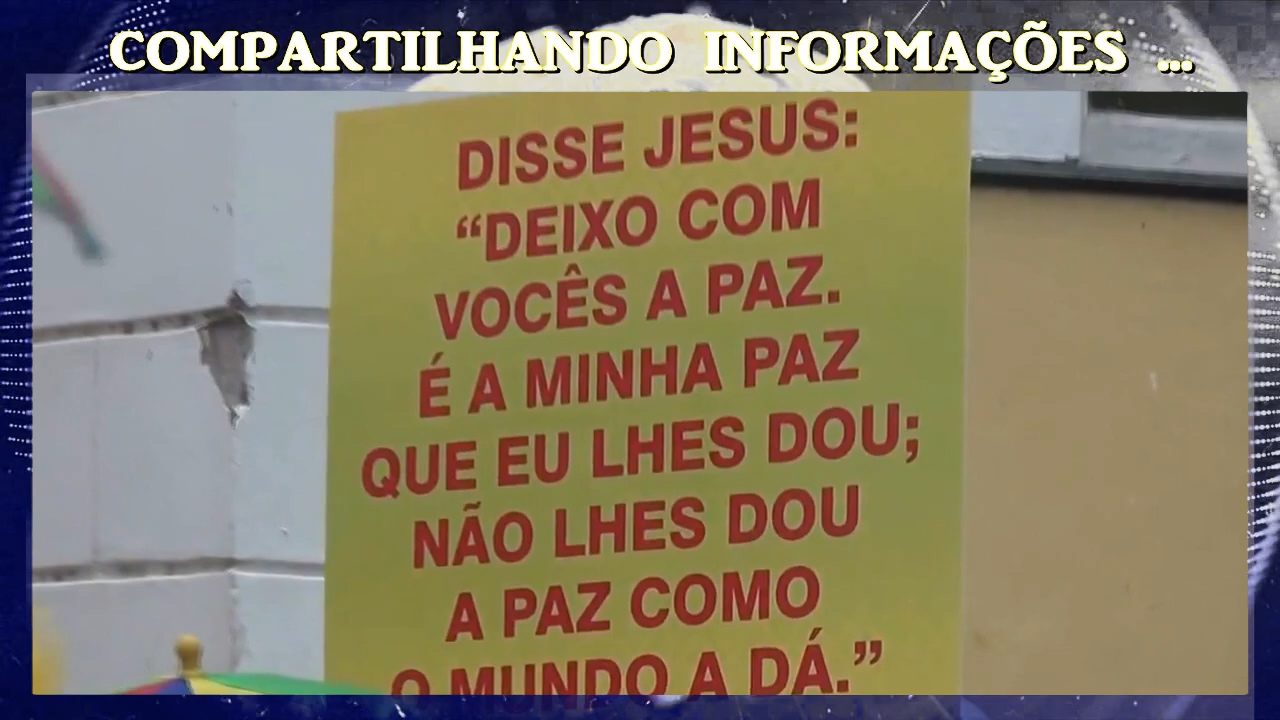 COMPARTILHANDO INFORMAÇÕES ...
DISSE JESUS:
“DEIXO COM
VOCÊS A PAZ.
É A MINHA PAZ
QUE EU LHES DOU;
NÃO LHES DOU
A PAZ COMO
O MUNDO A DÁ.”